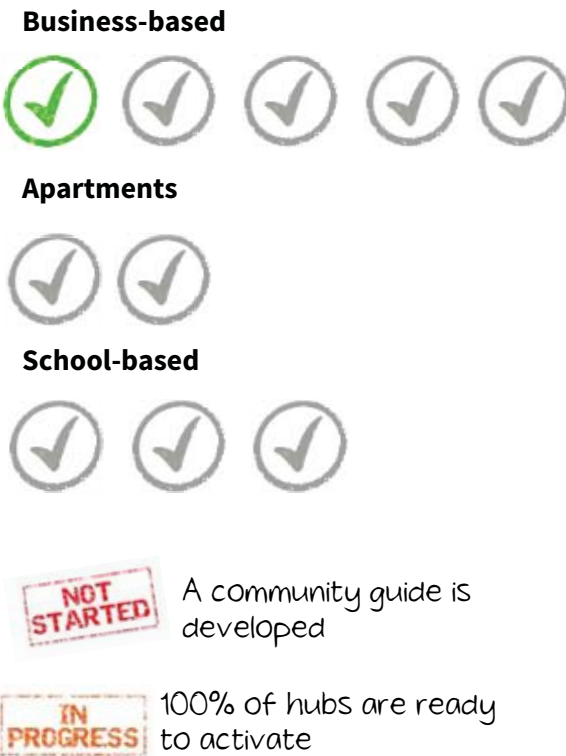 Business-based
Apartments
School-based
NOT
STARTED
A community guide is
developed
IN
PROGRESS
100% of hubs are ready
to activate